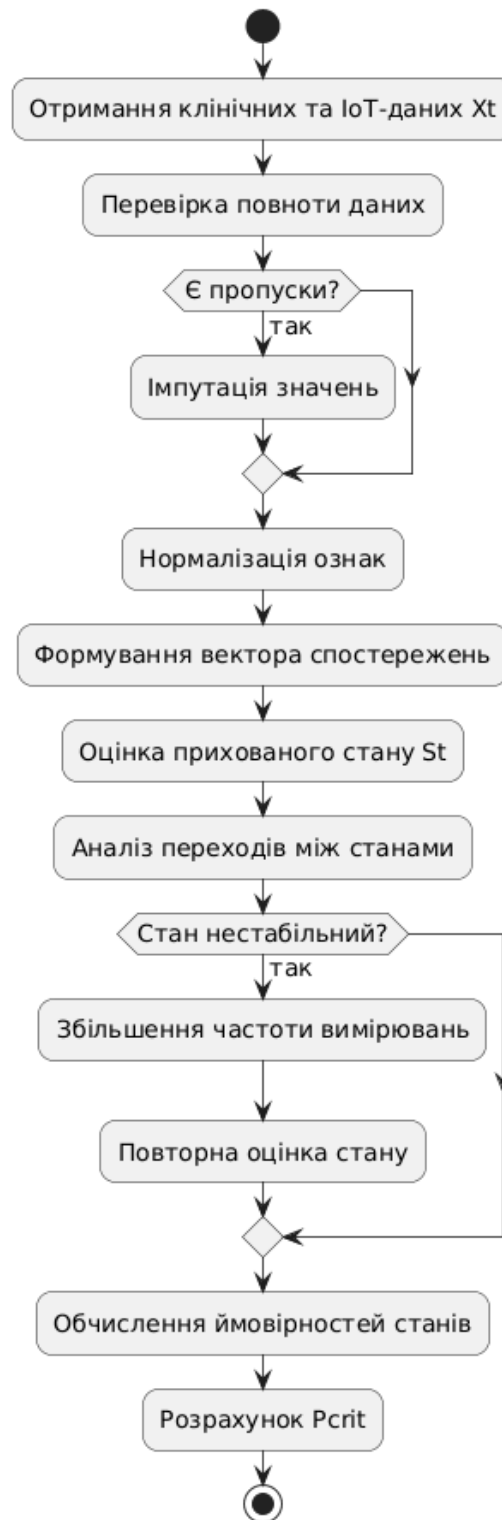 Отримання клінічних та IoT-даних Xt
Перевірка повноти даних
Є пропуски?
так
Імпутація значень
Нормалізація ознак
Формування вектора спостережень
Оцінка прихованого стану St
Аналіз переходів між станами
Стан нестабільний?
так
Збільшення частоти вимірювань
Повторна оцінка стану
Обчислення ймовірностей станів
Розрахунок Pcrit